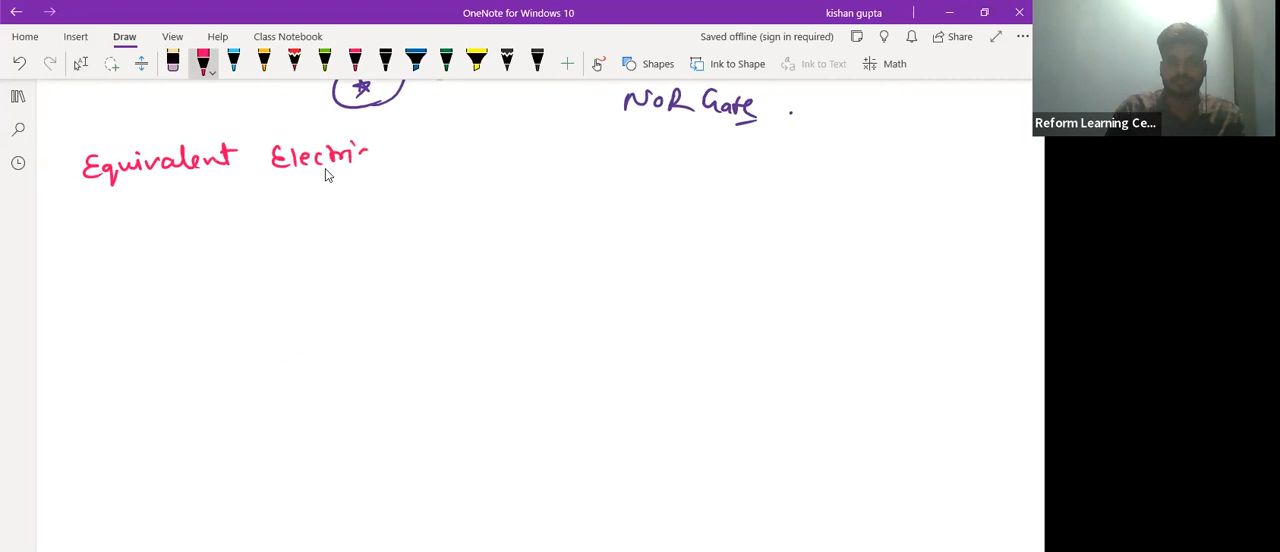 OneNote for Windows 10
kishan gupta
Home
Insert
Draw
View
Help
Class Notebook
Saved offline (sign in required)
Share
Shapes
Ink to Shape
Ink to Text
Math
NOR Gate .
Reform Learning Ce...
Equivalent Electri